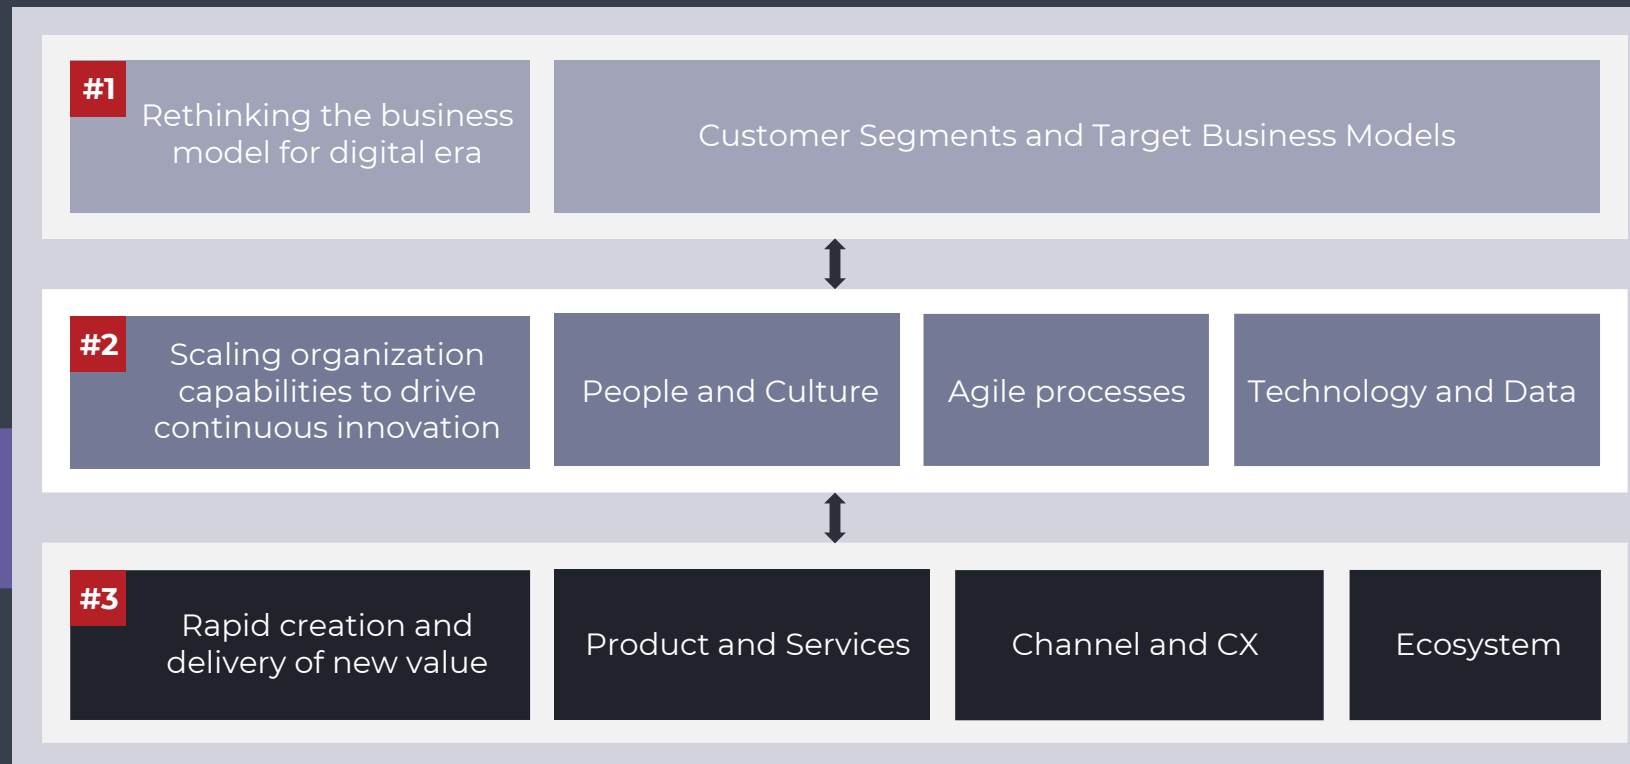 #1
Rethinking the business
model for digital era
Customer Segments and Target Business Models
#2
Scaling organization
capabilities to drive
continuous innovation
People and Culture
Agile processes
Technology and Data
#3
Rapid creation and
delivery of new value
Product and Services
Channel and CX
Ecosystem